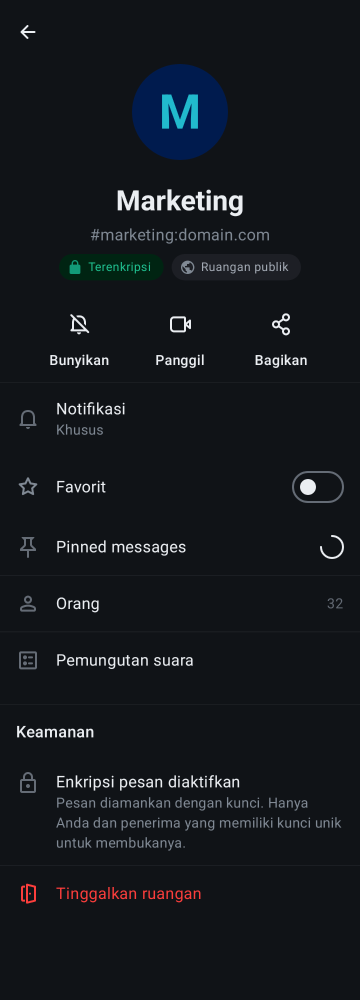 M
Marketing
#marketing:domain.com
Terenkripsi
Ruangan publik
Bunyikan
Panggil
Bagikan
Notifikasi
Khusus
Favorit
Pinned messages
Orang
32
Pemungutan suara
Keamanan
Enkripsi pesan diaktifkan
Pesan diamankan dengan kunci. Hanya
Anda dan penerima yang memiliki kunci unik
untuk membukanya.
Tinggalkan ruangan